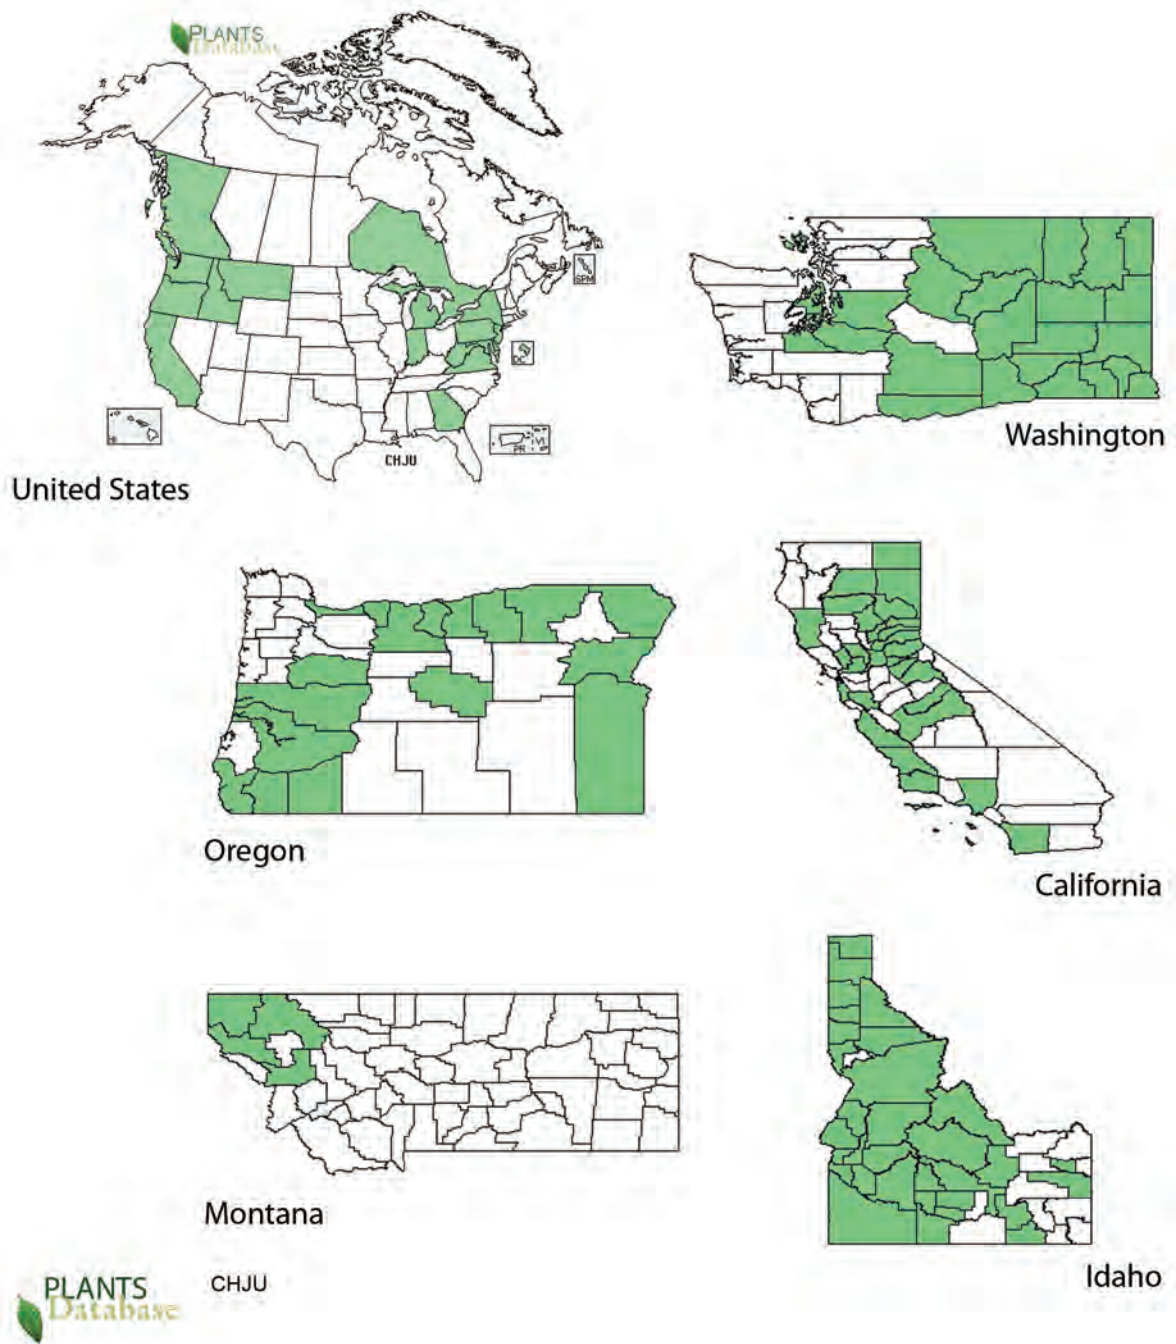 PLANTS
Database
SPM
DC
PR
VI
CHJU
United States
Washington
Oregon
California
Montana
Idaho
PLANTS
Database
CHJU